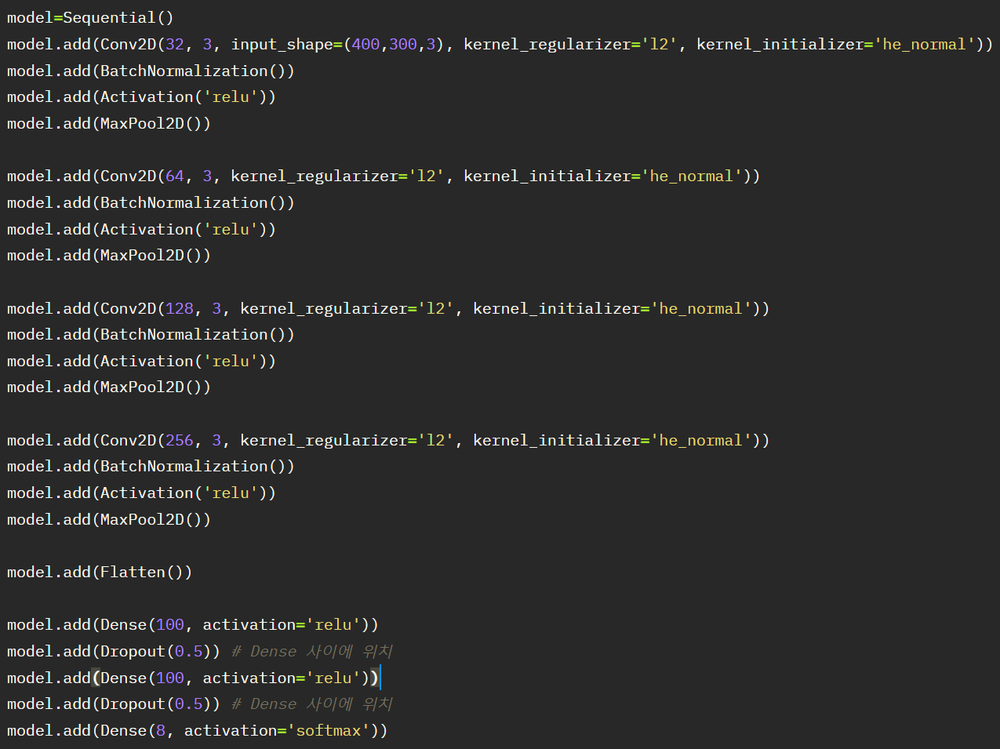 model=Sequential()
model.add(Conv2D(32, 3, input_shape=(400,300,3), kernel_regularizer='l2', kernel_initializer='he_normal'))
model.add(BatchNormalization())
model.add(Activation('relu'))
model.add(MaxPool2D())
model.add(Conv2D(64, 3, kernel_regularizer='l2', kernel_initializer='he_normal'))
model.add(BatchNormalization())
model.add(Activation('relu'))
model.add(MaxPool2D())
model.add(Conv2D(128, 3, kernel_regularizer='l2', kernel_initializer='he_normal'))
model.add(BatchNormalization())
model.add(Activation('relu'))
model.add(MaxPool2D())
model.add(Conv2D(256, 3, kernel_regularizer='l2', kernel_initializer='he_normal'))
model.add(BatchNormalization())
model.add(Activation('relu'))
model.add(MaxPool2D())
model.add(Flatten())
model.add(Dense(100, activation='relu'))
model.add(Dropout(0.5)) # Dense 사이에 위치
model.add(Dense(100, activation='relu'))
model.add(Dropout(0.5)) # Dense 사이에 위치
model.add(Dense(8, activation='softmax'))